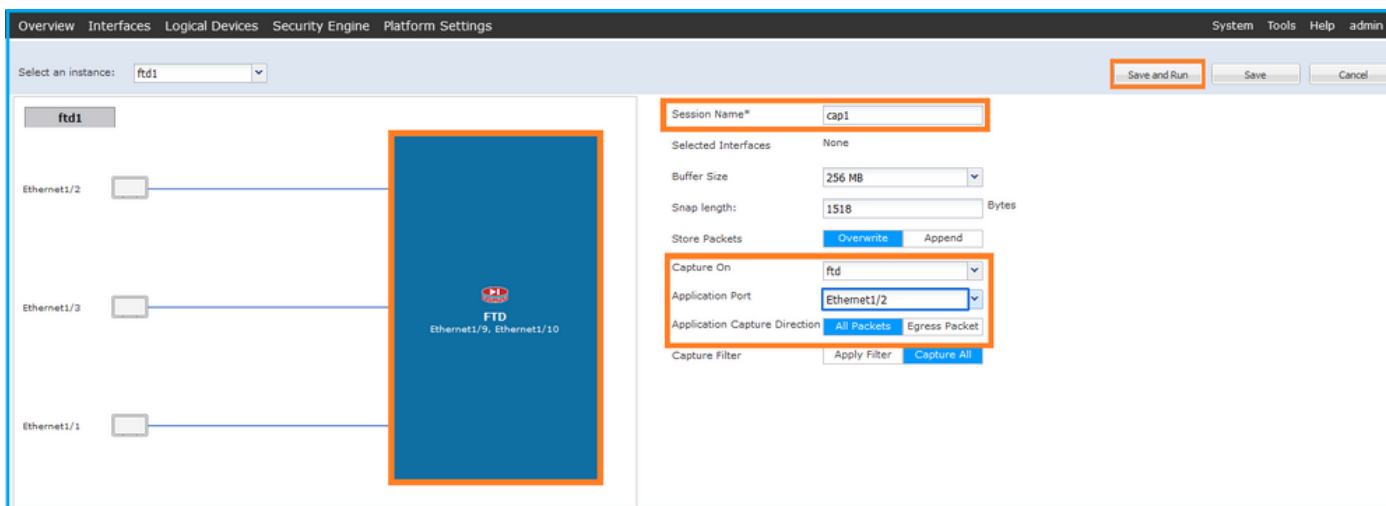 Overview Interfaces Logical Devices Security Engine Platform Settings System Tools Help admin
Select an instance: ftd1 Save and Run Save Cancel
ftd1
Ethernet1/2
Ethernet1/3
Ethernet1/1
FTD
Ethernet1/9, Ethernet1/10
Session Name* cap1
Selected Interfaces None
Buffer Size 256 MB
Snap length: 1518 Bytes
Store Packets Overwrite Append
Capture On ftd
Application Port Ethernet1/2
Application Capture Direction All Packets Egress Packet
Capture Filter Apply Filter Capture All